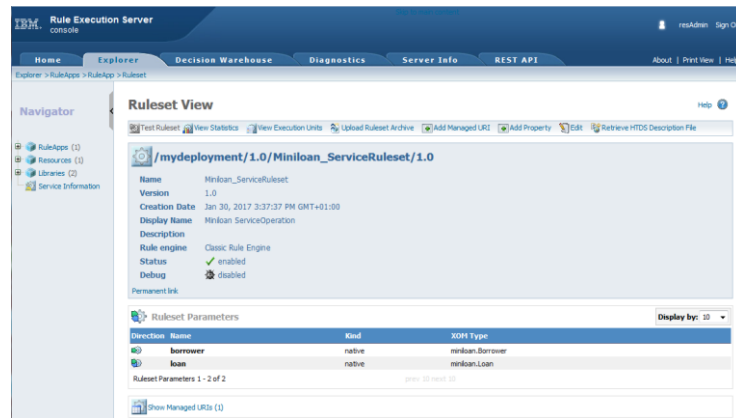 IBM. Rule Execution Server
console
resAdmin Sign O
Home Explorer Decision Warehouse Diagnostics Server Info REST API
About | Print View | Hel
Explorer > RuleApps > RuleApp > Ruleset
Navigator
RuleApps (1)
Resources (1)
Libraries (2)
Service Information
Ruleset View
Help
Test Ruleset View Statistics View Execution Units Upload Ruleset Archive Add Managed URI Add Property Edit Retrieve HTDS Description File
/mydeployment/1.0/Miniloan_ServiceRuleset/1.0
Name Miniloan_ServiceRuleset
Version 1.0
Creation Date Jan 30, 2017 3:37:37 PM GMT+01:00
Display Name Miniloan ServiceOperation
Description
Rule engine Classic Rule Engine
Status enabled
Debug disabled
Permanent link
Ruleset Parameters
Display by: 10
Direction Name Kind XOM Type
borrower native miniloan.Borrower
loan native miniloan.Loan
Ruleset Parameters 1 - 2 of 2 prev 10 next 10
Show Managed URIs (1)